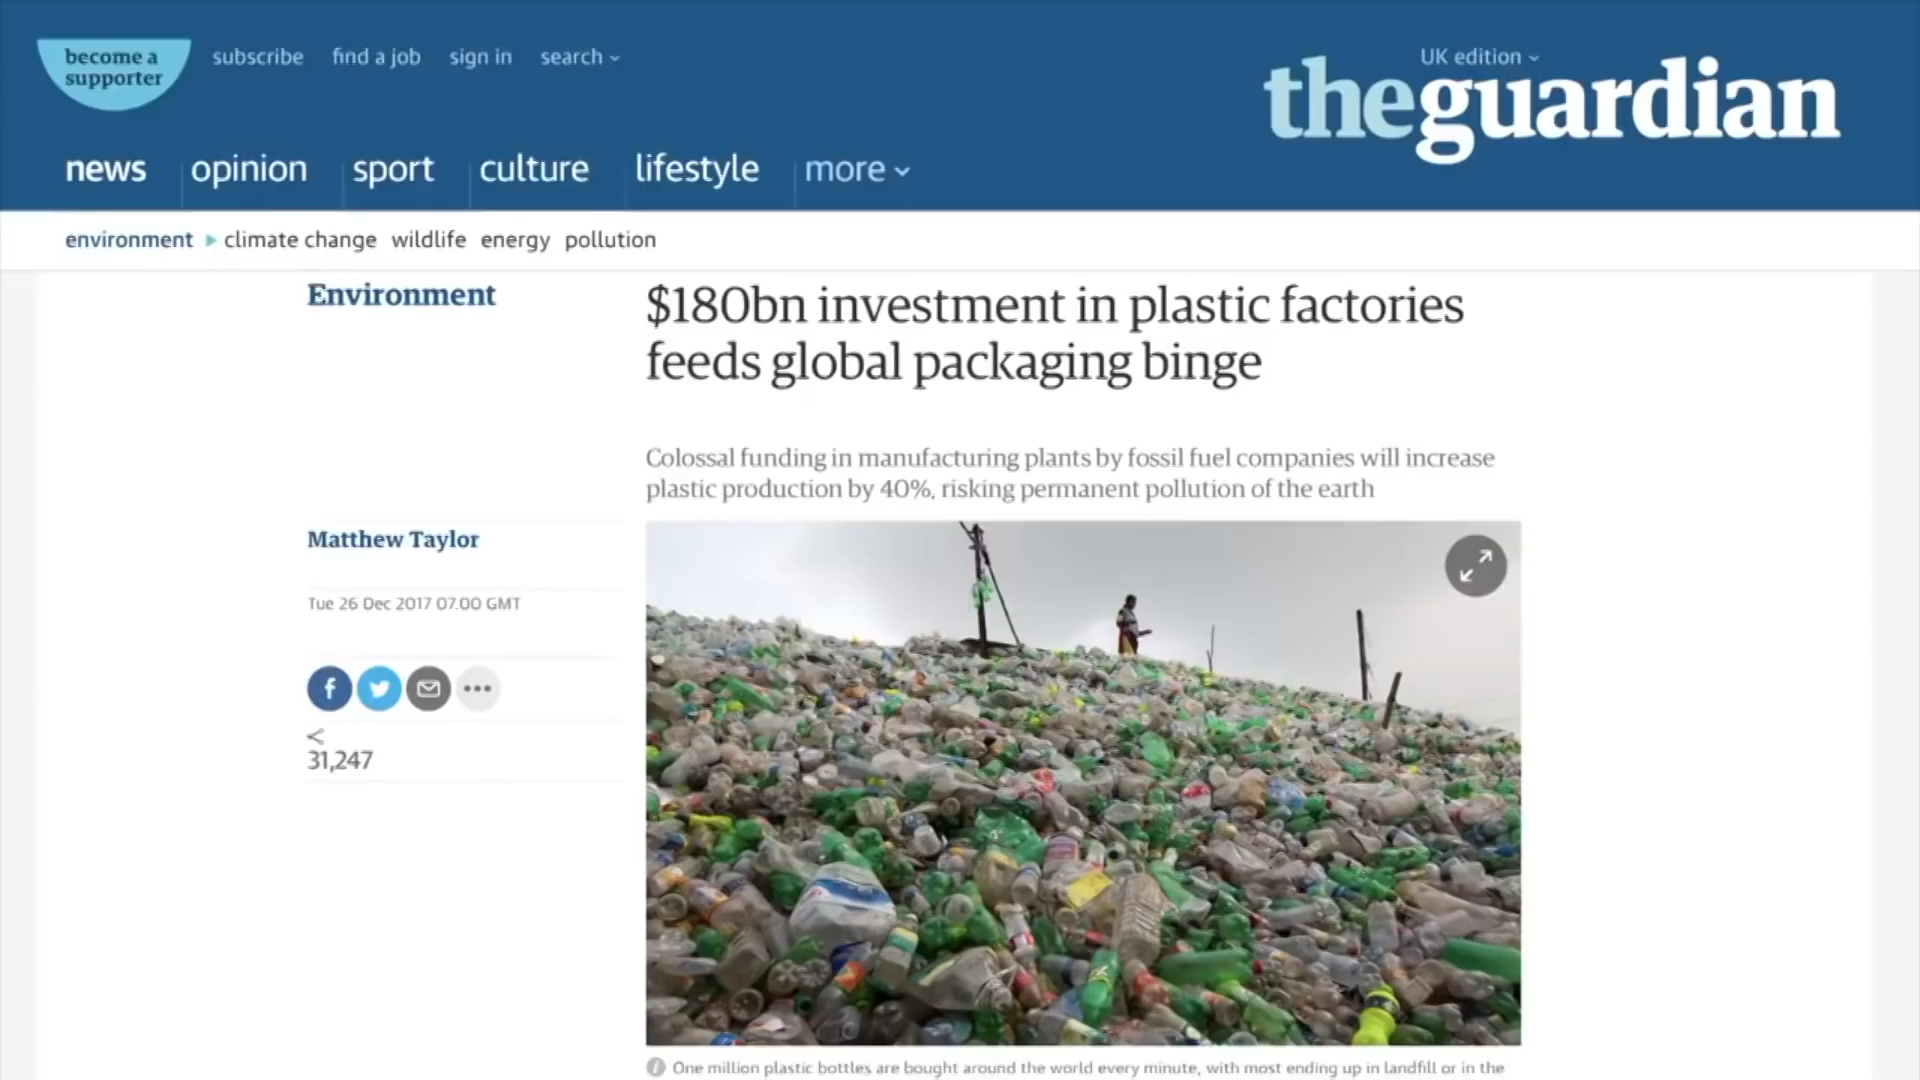 become a
supporter
subscribe find a job sign in search
UK edition
theguardian
news opinion sport culture lifestyle more
environment climate change wildlife energy pollution
Environment
$180bn investment in plastic factories
feeds global packaging binge
Colossal funding in manufacturing plants by fossil fuel companies will increase
plastic production by 40%, risking permanent pollution of the earth
Matthew Taylor
Tue 26 Dec 2017 07.00 GMT
31,247
One million plastic bottles are bought around the world every minute, with most ending up in landfill or in the